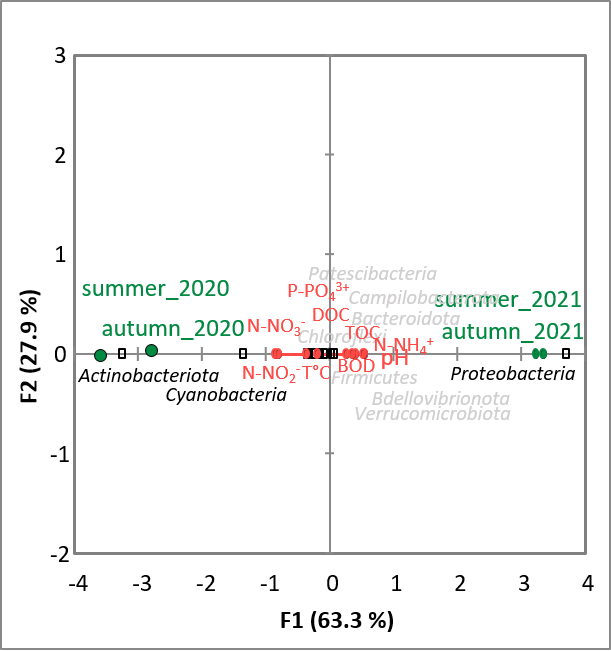 3
2
1
0
-1
-2
F2 (27.9 %)
Patescibacteria
summer_2020
P-PO₄³⁺
Campilobacterota
summer_2021
DOC
Bacteroidota
autumn_2020
N-NO₃⁻
Chloroflexi
TOC
autumn_2021
N-NH₄⁺
pH
Actinobacteriota
N-NO₂⁻
T°C
BOD
Firmicutes
Proteobacteria
Cyanobacteria
Bdellovibrionota
Verrucomicrobiota
-4 -3 -2 -1 0 1 2 3 4
F1 (63.3 %)